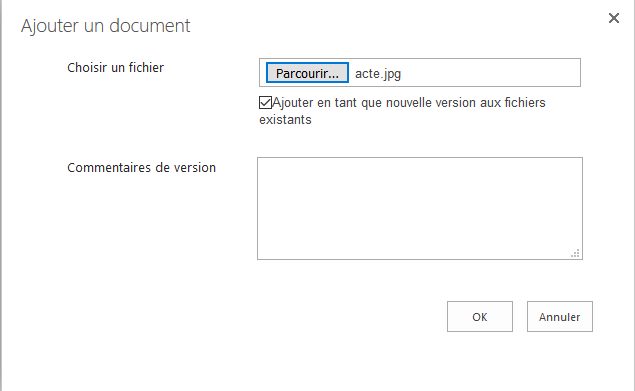 Ajouter un document
Choisir un fichier
Parcourir... acte.jpg
Ajouter en tant que nouvelle version aux fichiers
existants
Commentaires de version
OK Annuler